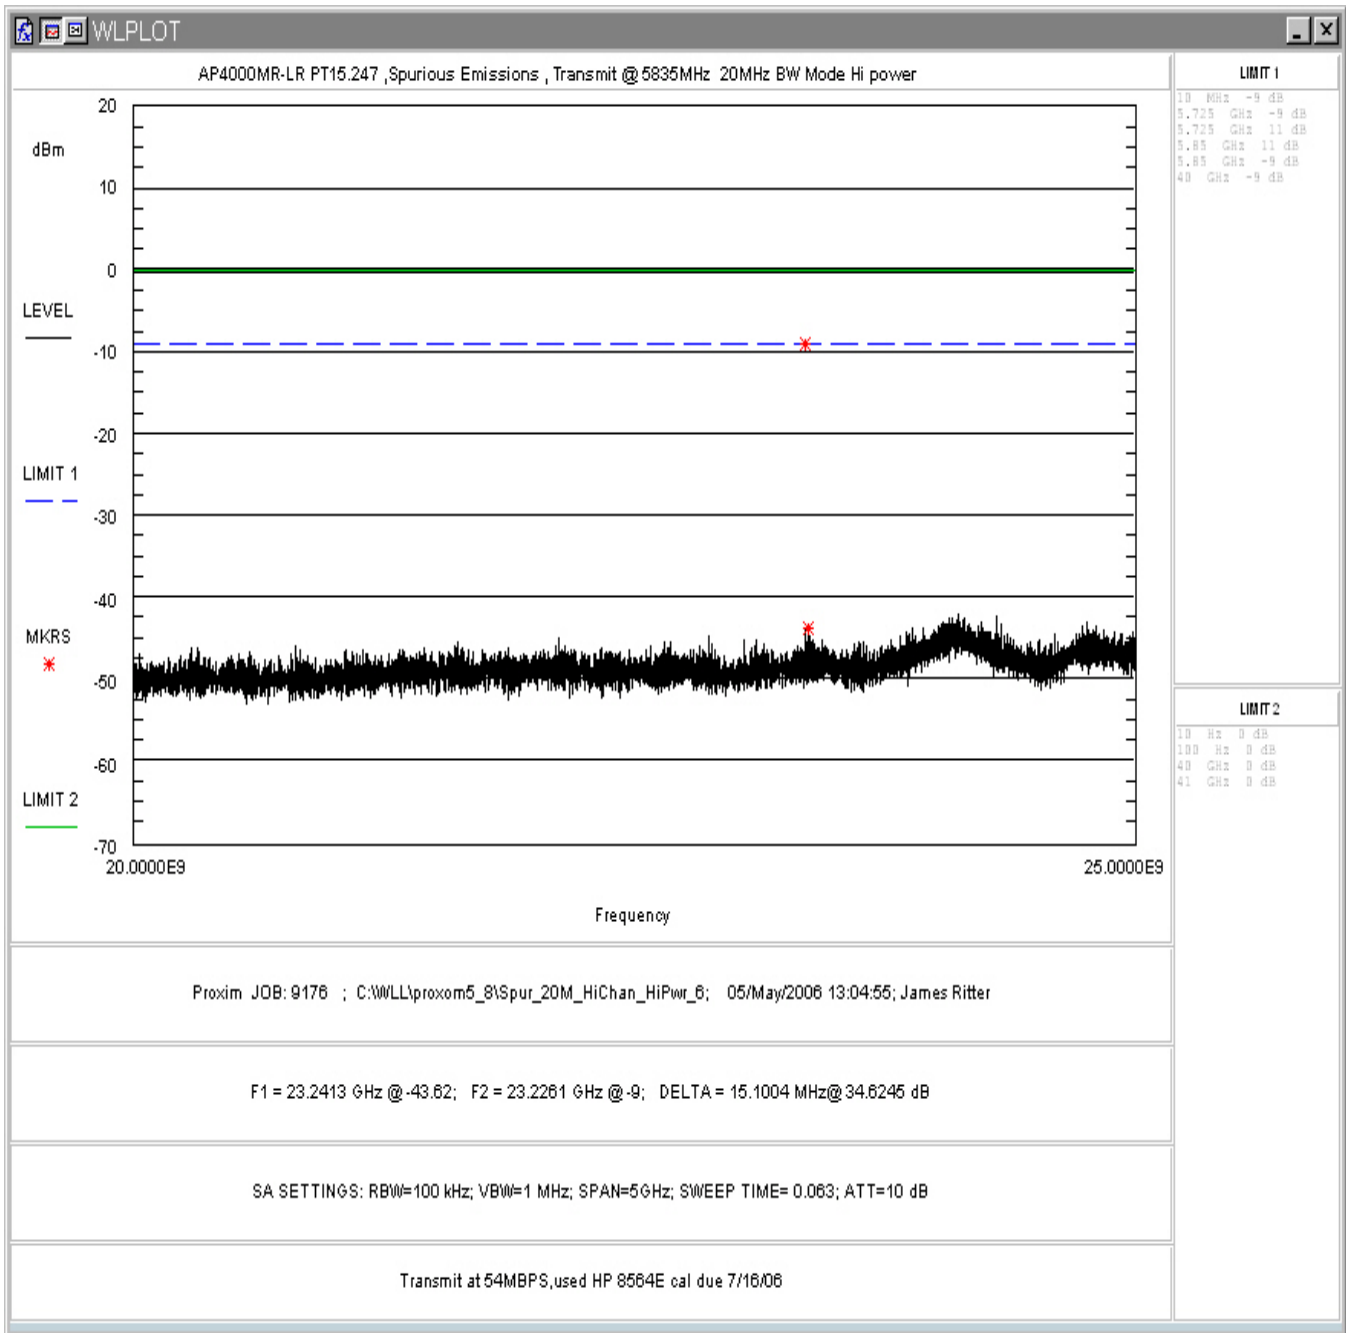 WLPLOT
AP4000MR-LR PT15.247 ,Spurious Emissions , Transmit @ 5835MHz 20MHz BW Mode Hi power
20
dBm
10
0
LEVEL
-10
-20
LIMIT 1
-30
-40
MKRS
-50
-60
LIMIT 2
-70
20.0000E9
25.0000E9
Frequency
Proxim JOB: 9176 ; C:\WLL\proxom5_8\Spur_20M_HiChan_HiPwr_6; 05/May/2006 13:04:55; James Ritter
F1 = 23.2413 GHz @ -43.62; F2 = 23.2261 GHz @ -9; DELTA = 15.1004 MHz@ 34.6245 dB
SA SETTINGS: RBW=100 kHz; VBW=1 MHz; SPAN=5GHz; SWEEP TIME= 0.063; ATT=10 dB
Transmit at 54MBPS,used HP 8564E cal due 7/16/06
LIMIT 1
10 MHz -9 dB
5.725 GHz -9 dB
5.725 GHz 11 dB
5.85 GHz 11 dB
5.85 GHz -9 dB
40 GHz -9 dB
LIMIT 2
10 Hz 0 dB
100 Hz 0 dB
40 GHz 0 dB
41 GHz 0 dB